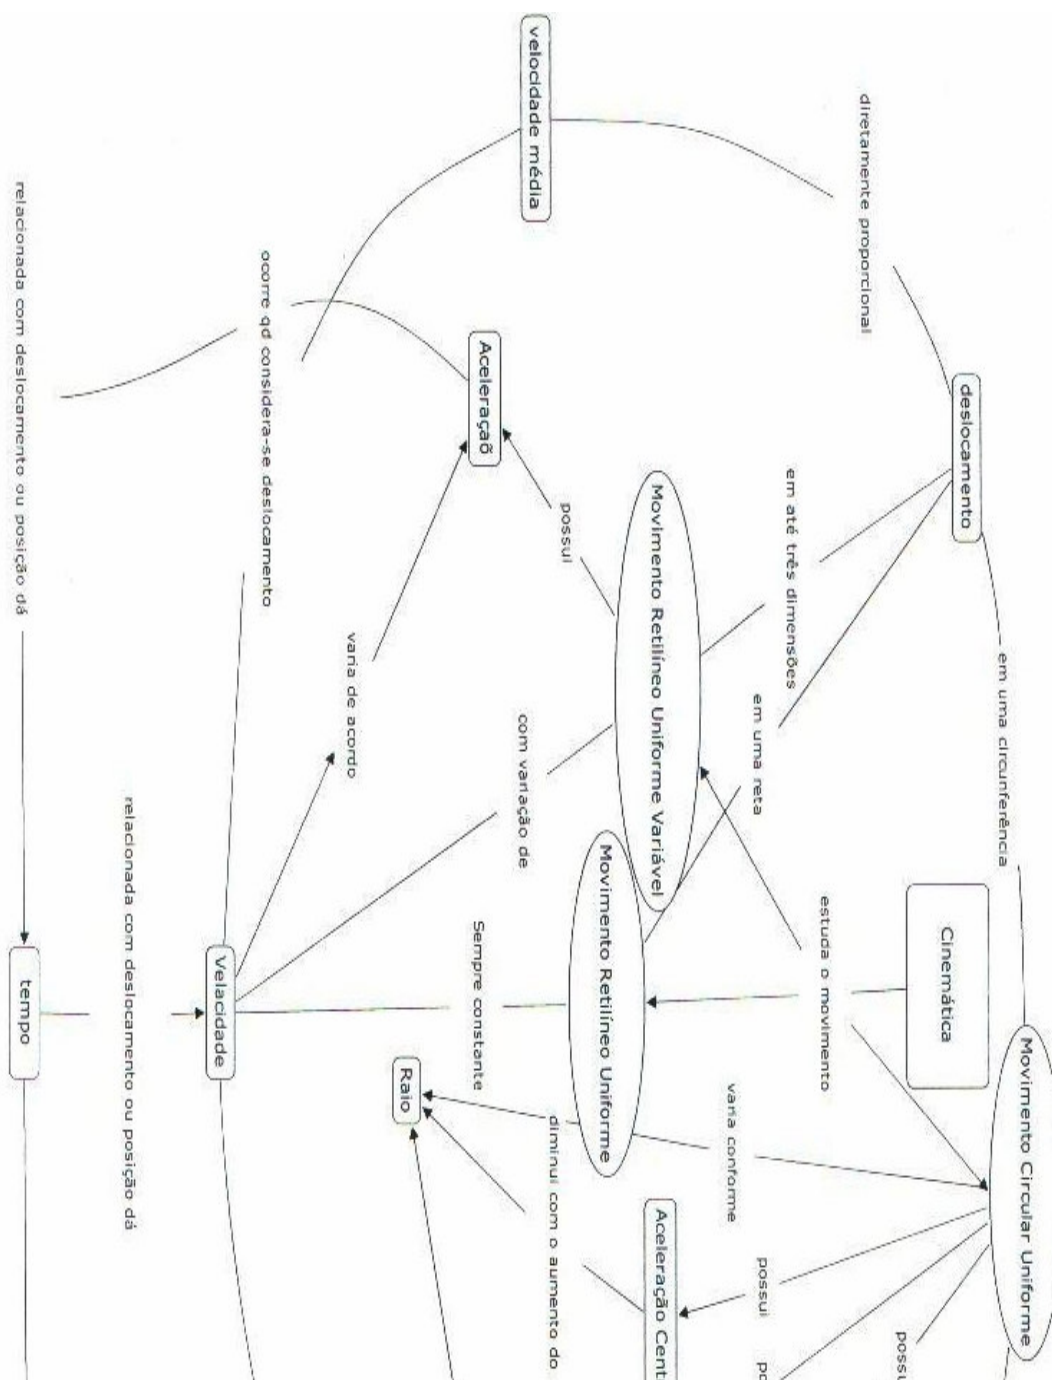 Cinemática
Movimento Circular Uniforme
em uma circunferência
deslocamento
diretamente proporcional
estuda o movimento
em até três dimensões
em uma reta
varia conforme
possui
Movimento Retilíneo Uniforme Variável
Movimento Retilíneo Uniforme
Aceleração Cent
velocidade média
possui
com variação de
diminui com o aumento do
Aceleraçaõ
Sempre constante
Raio
varia de acordo
ocorre qd considera-se deslocamento
Velacidade
relacionada com deslocamento ou posição dá
relacionada com deslocamento ou posição dá
tempo